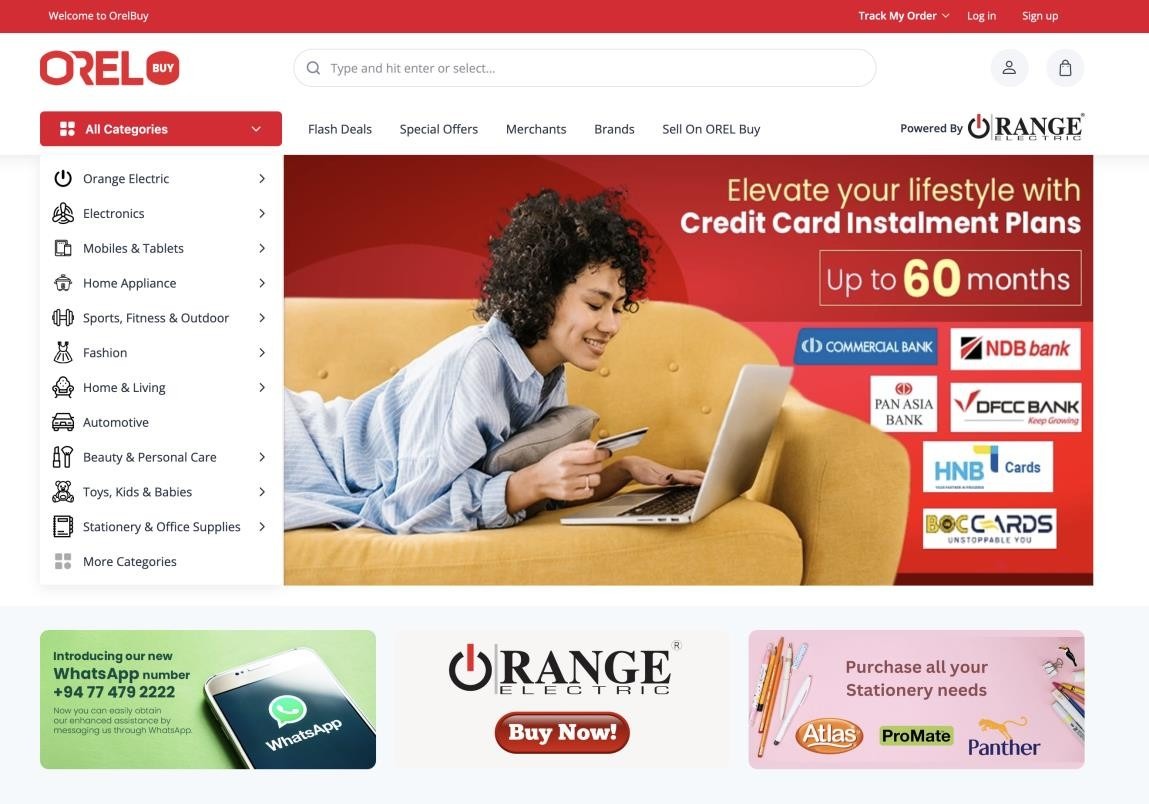 Welcome to OrelBuy
Track My Order
Log in
Sign up
OREL BUY
Type and hit enter or select...
All Categories
Flash Deals
Special Offers
Merchants
Brands
Sell On OREL Buy
Powered By
ORANGE
ELECTRIC
Orange Electric
Electronics
Mobiles & Tablets
Home Appliance
Sports, Fitness & Outdoor
Fashion
Home & Living
Automotive
Beauty & Personal Care
Toys, Kids & Babies
Stationery & Office Supplies
More Categories
Elevate your lifestyle with
Credit Card Instalment Plans
Up to 60 months
COMMERCIAL BANK
NDB bank
PAN ASIA
BANK
DFCC BANK
Keep Growing
HNB Cards
YOUR PARTNER IN PROGRESS
BOC CARDS
UNSTOPPABLE YOU
Introducing our new
WhatsApp number
+94 77 479 2222
Now you can easily obtain
our enhanced assistance by
messaging us through WhatsApp.
WhatsApp
ORANGE®
ELECTRIC
Buy Now!
Purchase all your
Stationery needs
Atlas
ProMate
Panther